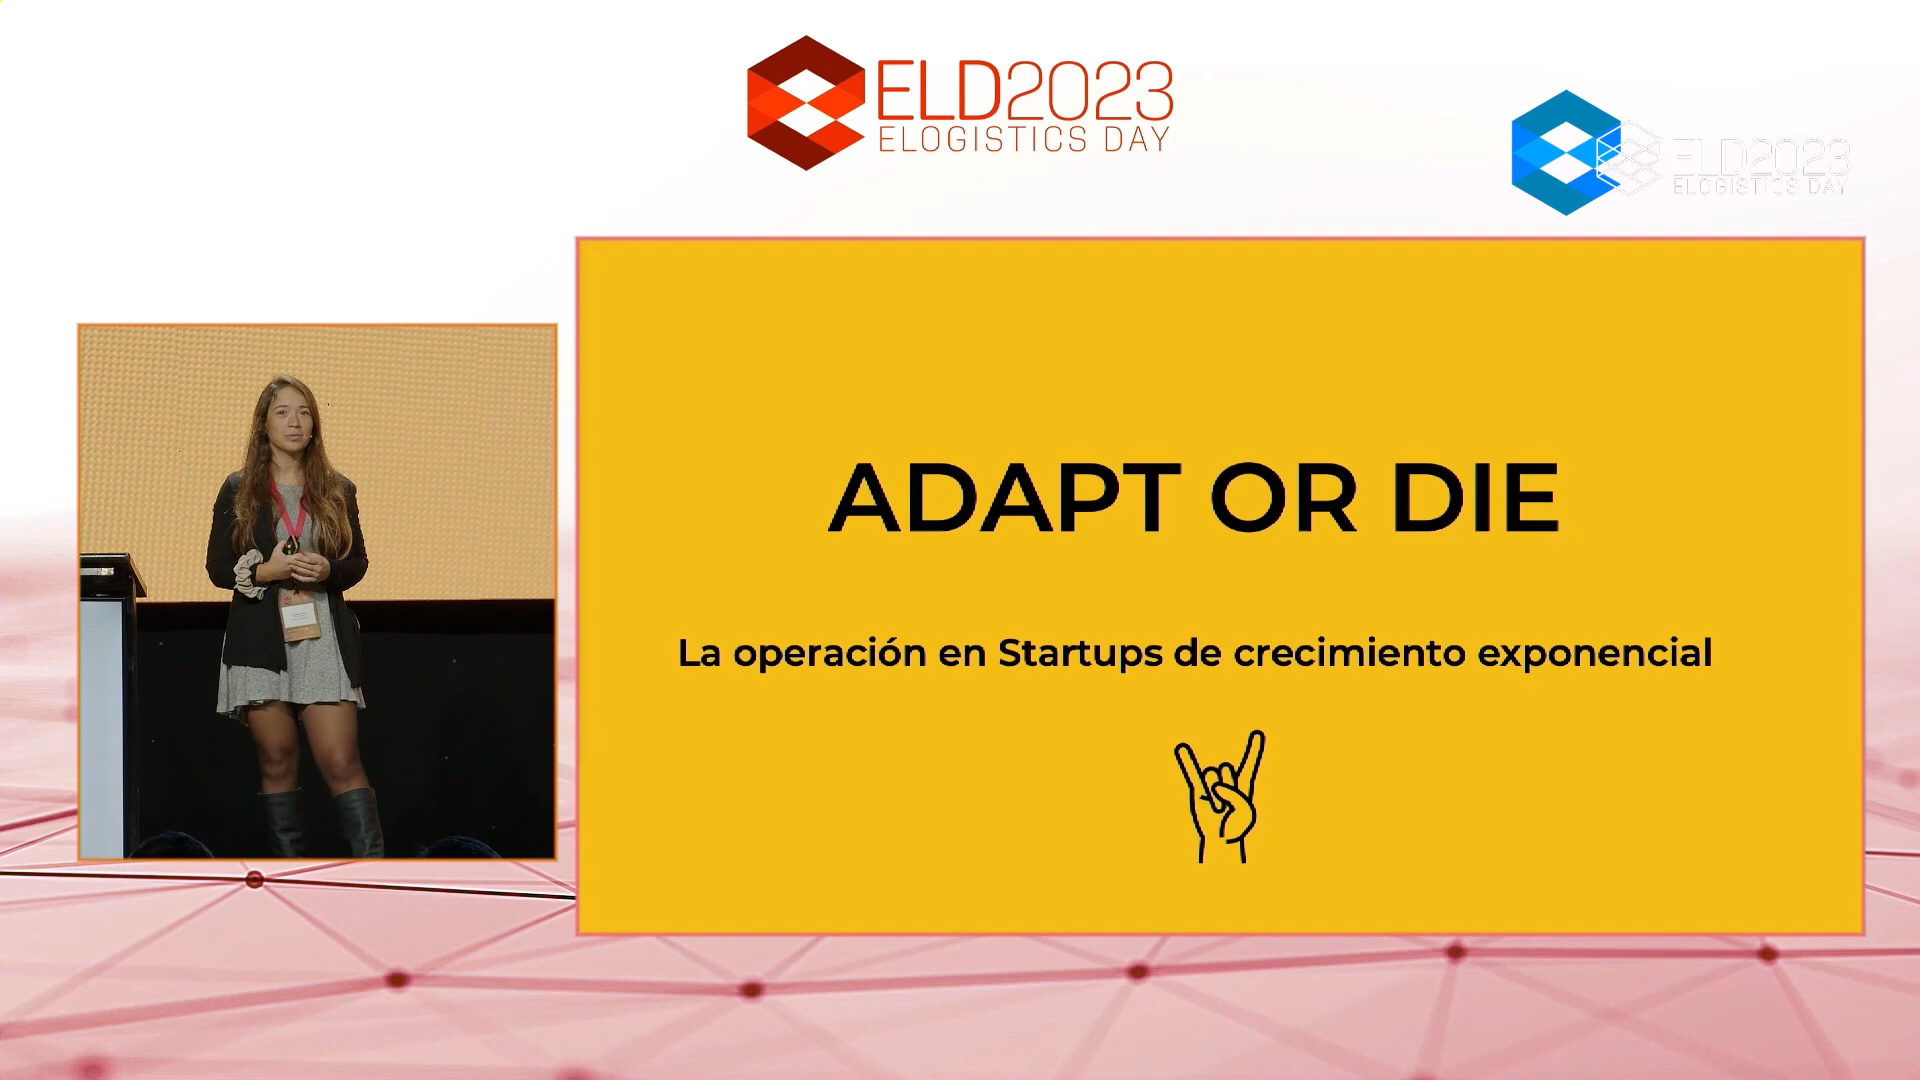 ELD2023
ELOGISTICS DAY
ELD2023
ELOGISTICS DAY
ADAPT OR DIE
La operación en Startups de crecimiento exponencial